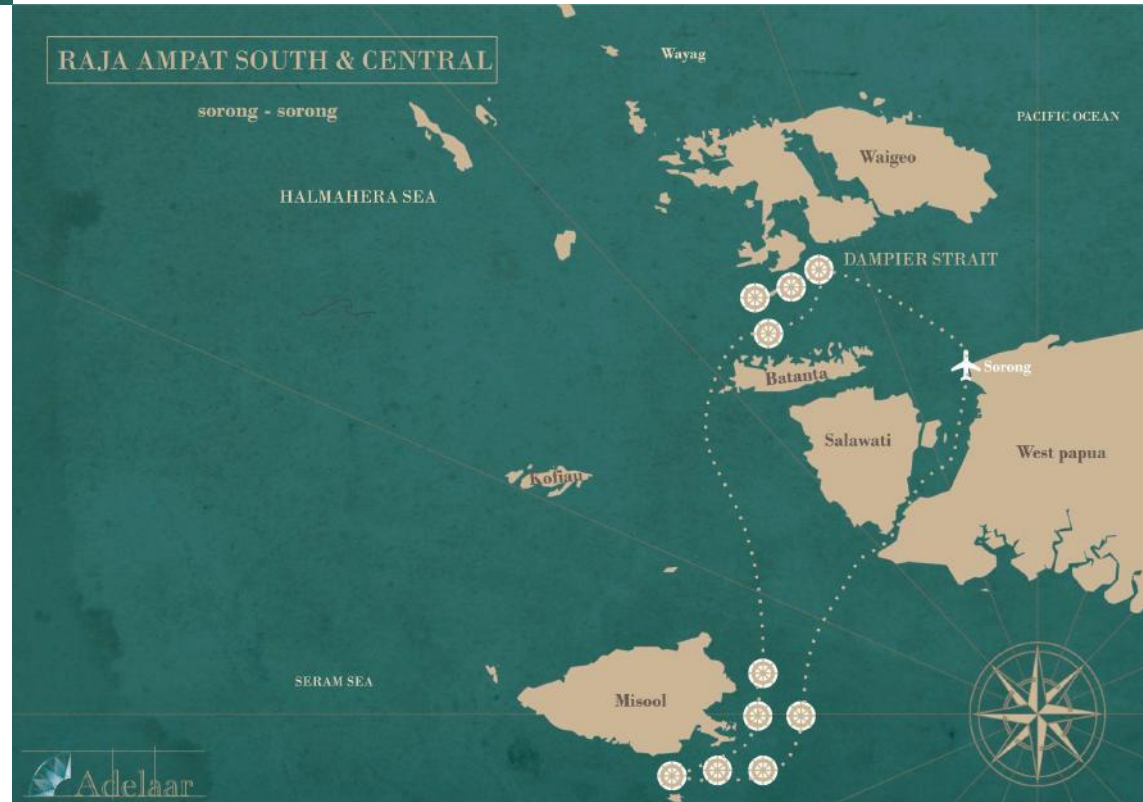 RAJA AMPAT SOUTH & CENTRAL
sorong - sorong
Wayag
PACIFIC OCEAN
Waigeo
HALMAHERA SEA
DAMPIER STRAIT
Sorong
Batanta
Salawati
West papua
Kofiau
SERAM SEA
Misool
Adelaar